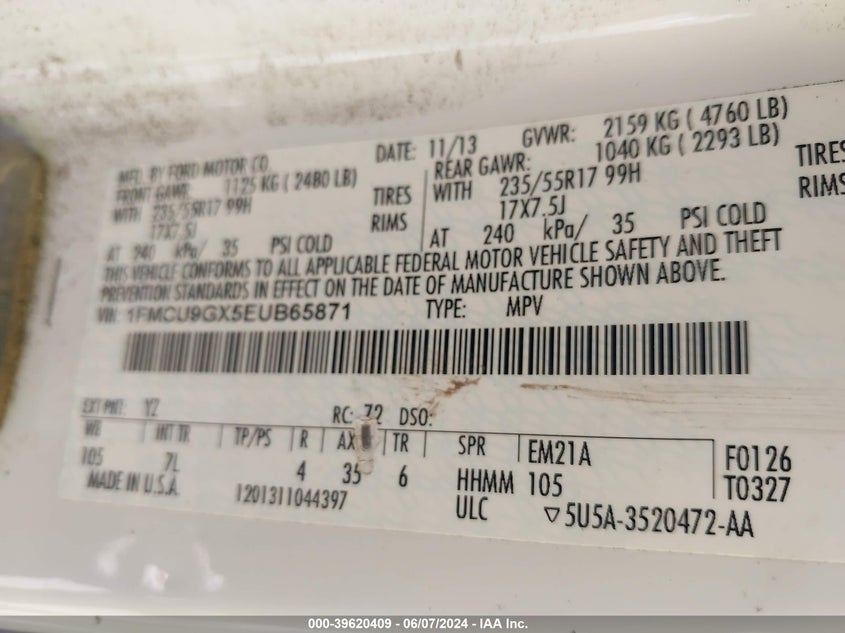 MFD. BY FORD MOTOR CO. DATE: 11/13 GVWR: 2159 KG ( 4760 LB)
FRONT GAWR: 1125 KG ( 2480 LB) REAR GAWR: 1040 KG ( 2293 LB)
WITH 235/55R17 99H TIRES WITH 235/55R17 99H TIRES
17X7.5J RIMS 17X7.5J RIMS
AT 240 kPa/ 35 PSI COLD AT 240 kPa/ 35 PSI COLD
THIS VEHICLE CONFORMS TO ALL APPLICABLE FEDERAL MOTOR VEHICLE SAFETY AND THEFT
PREVENTION STANDARDS IN EFFECT ON THE DATE OF MANUFACTURE SHOWN ABOVE.
VIN: 1FMCU9GX5EUB65871 TYPE: MPV
EXT PNT: YZ RC: 72 DSO:
WB INT TR TP/PS R AX TR SPR EM21A F0126
105 7L 4 35 6 HHMM 105 T0327
MADE IN U.S.A. 1201311044397 ULC ▽5U5A-3520472-AA
000-39620409 - 06/07/2024 - IAA Inc.